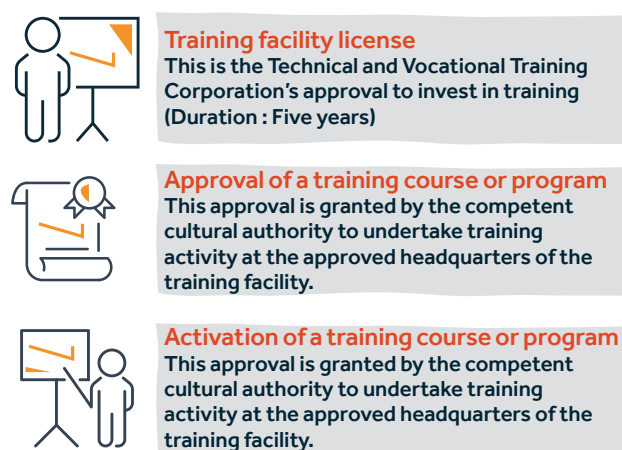 Training facility license
This is the Technical and Vocational Training
Corporation's approval to invest in training
(Duration : Five years)
Approval of a training course or program
This approval is granted by the competent
cultural authority to undertake training
activity at the approved headquarters of the
training facility.
Activation of a training course or program
This approval is granted by the competent
cultural authority to undertake training
activity at the approved headquarters of the
training facility.